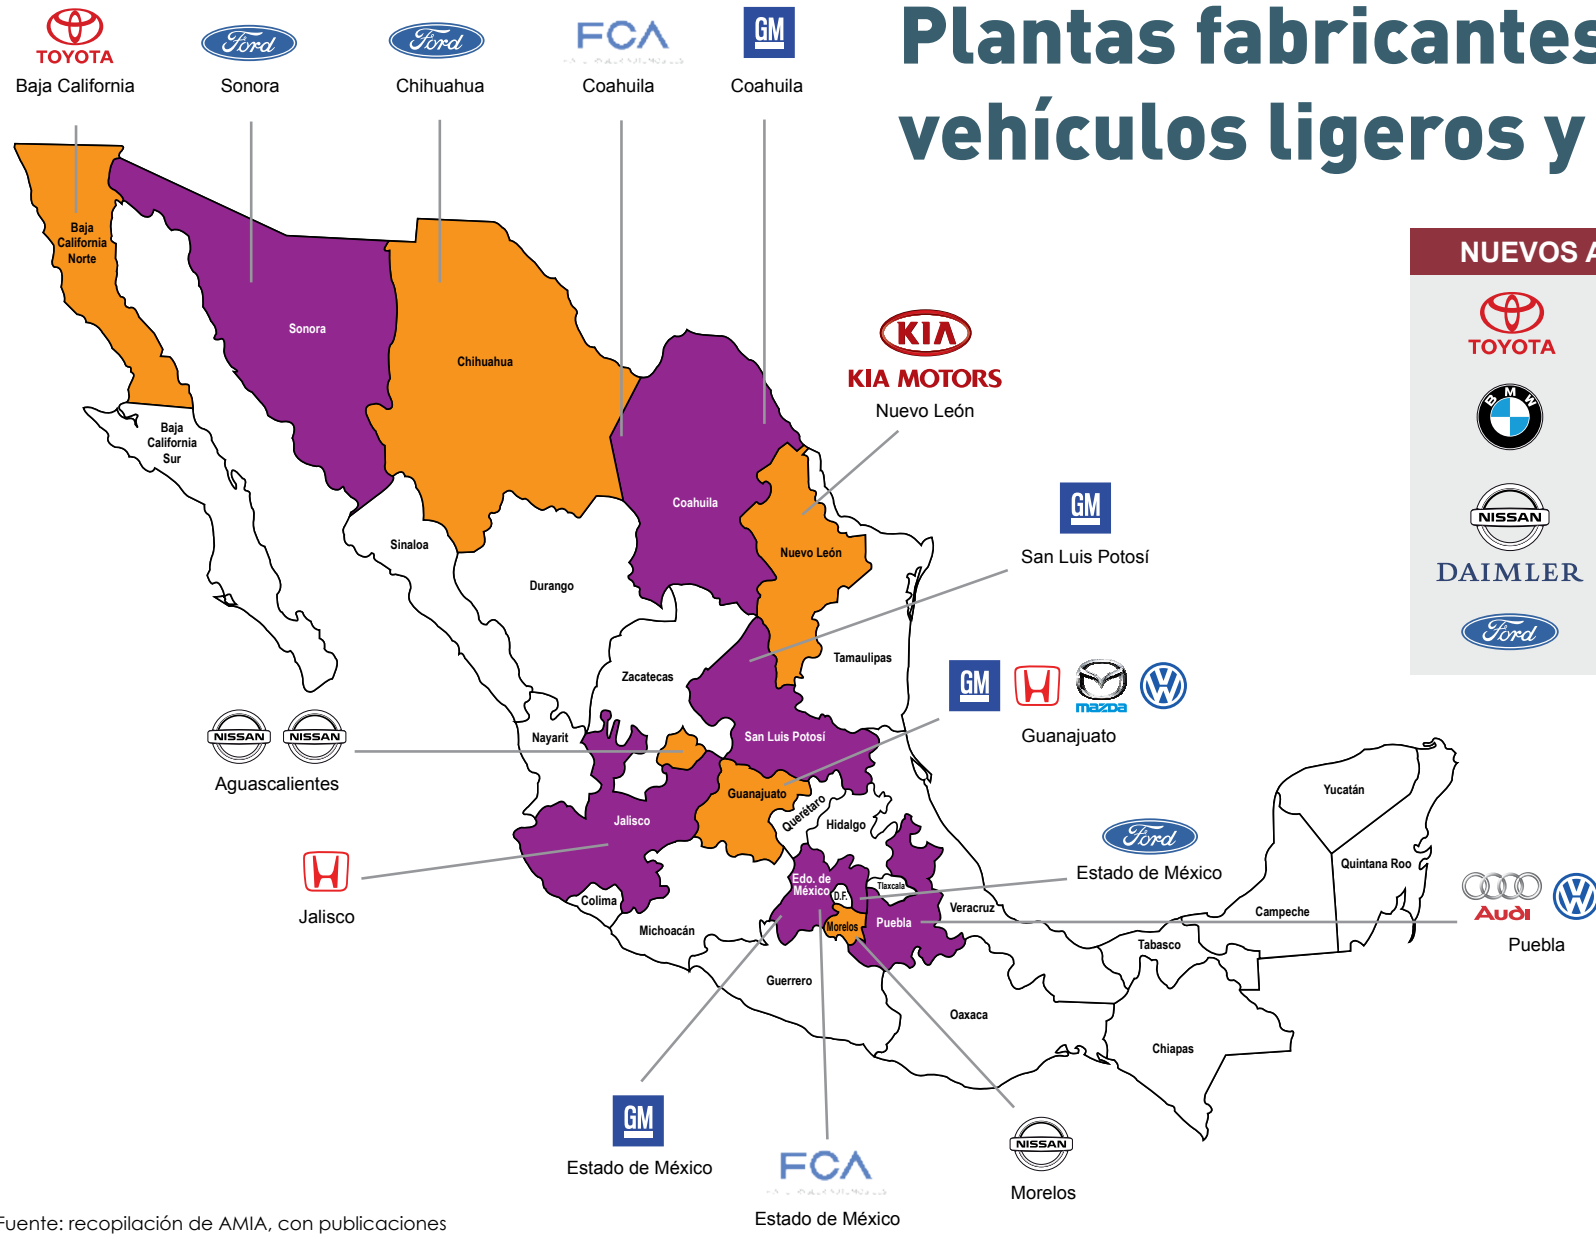 Plantas fabricantes
vehículos ligeros y
TOYOTA
Baja California
Ford
Sonora
Ford
Chihuahua
FCA
Coahuila
GM
Coahuila
NUEVOS A
TOYOTA
BMW
NISSAN
DAIMLER
Ford
KIA
KIA MOTORS
Nuevo León
GM
San Luis Potosí
GM
mazda
Guanajuato
NISSAN NISSAN
Aguascalientes
Jalisco
Ford
Estado de México
Audi
Puebla
GM
Estado de México
FCA
Estado de México
NISSAN
Morelos
Baja
California
Norte
Sonora
Chihuahua
Baja
California
Sur
Coahuila
Sinaloa
Nuevo León
Durango
Tamaulipas
Zacatecas
Nayarit
San Luis Potosí
Guanajuato
Querétaro
Hidalgo
Jalisco
Yucatán
Quintana Roo
Edo. de
México
D.F.
Tlaxcala
Colima
Morelos
Puebla
Veracruz
Campeche
Michoacán
Tabasco
Guerrero
Oaxaca
Chiapas
Fuente: recopilación de AMIA, con publicaciones